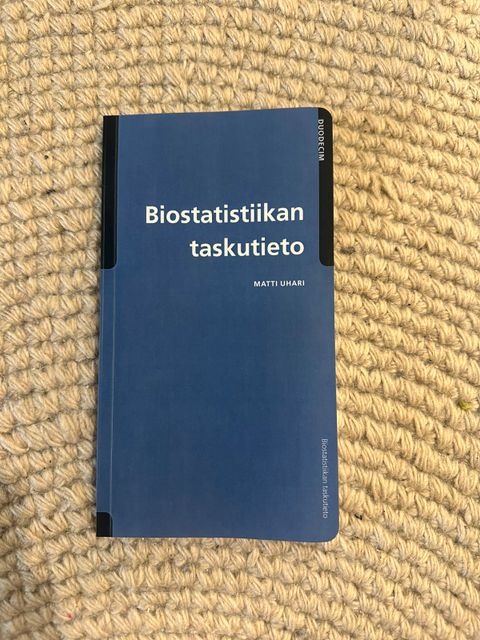 DUODECIM
Biostatistiikan
taskutieto
MATTI UHARI
Biostatistiikan taskutieto